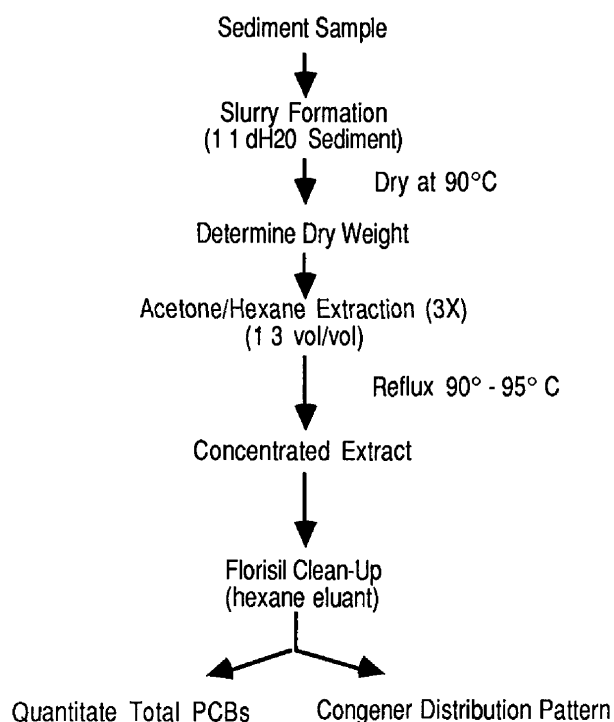 Sediment Sample
Slurry Formation
(1 1 dH20 Sediment)
Dry at 90°C
Determine Dry Weight
Acetone/Hexane Extraction (3X)
(1 3 vol/vol)
Reflux 90° - 95° C
Concentrated Extract
Florisil Clean-Up
(hexane eluant)
Quantitate Total PCBs
Congener Distribution Pattern